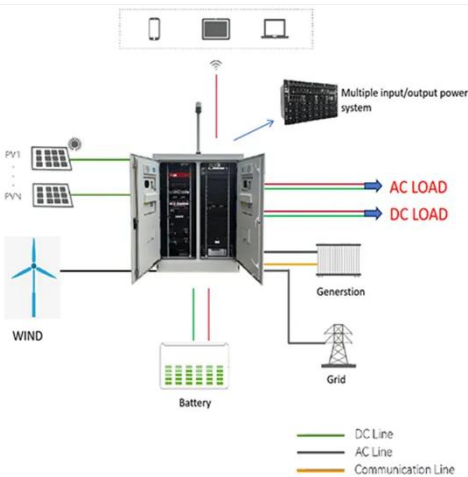 Multiple input/output power
system
PV1
PVN
AC LOAD
DC LOAD
WIND
Generstion
Grid
Battery
DC Line
AC Line
Communication Line